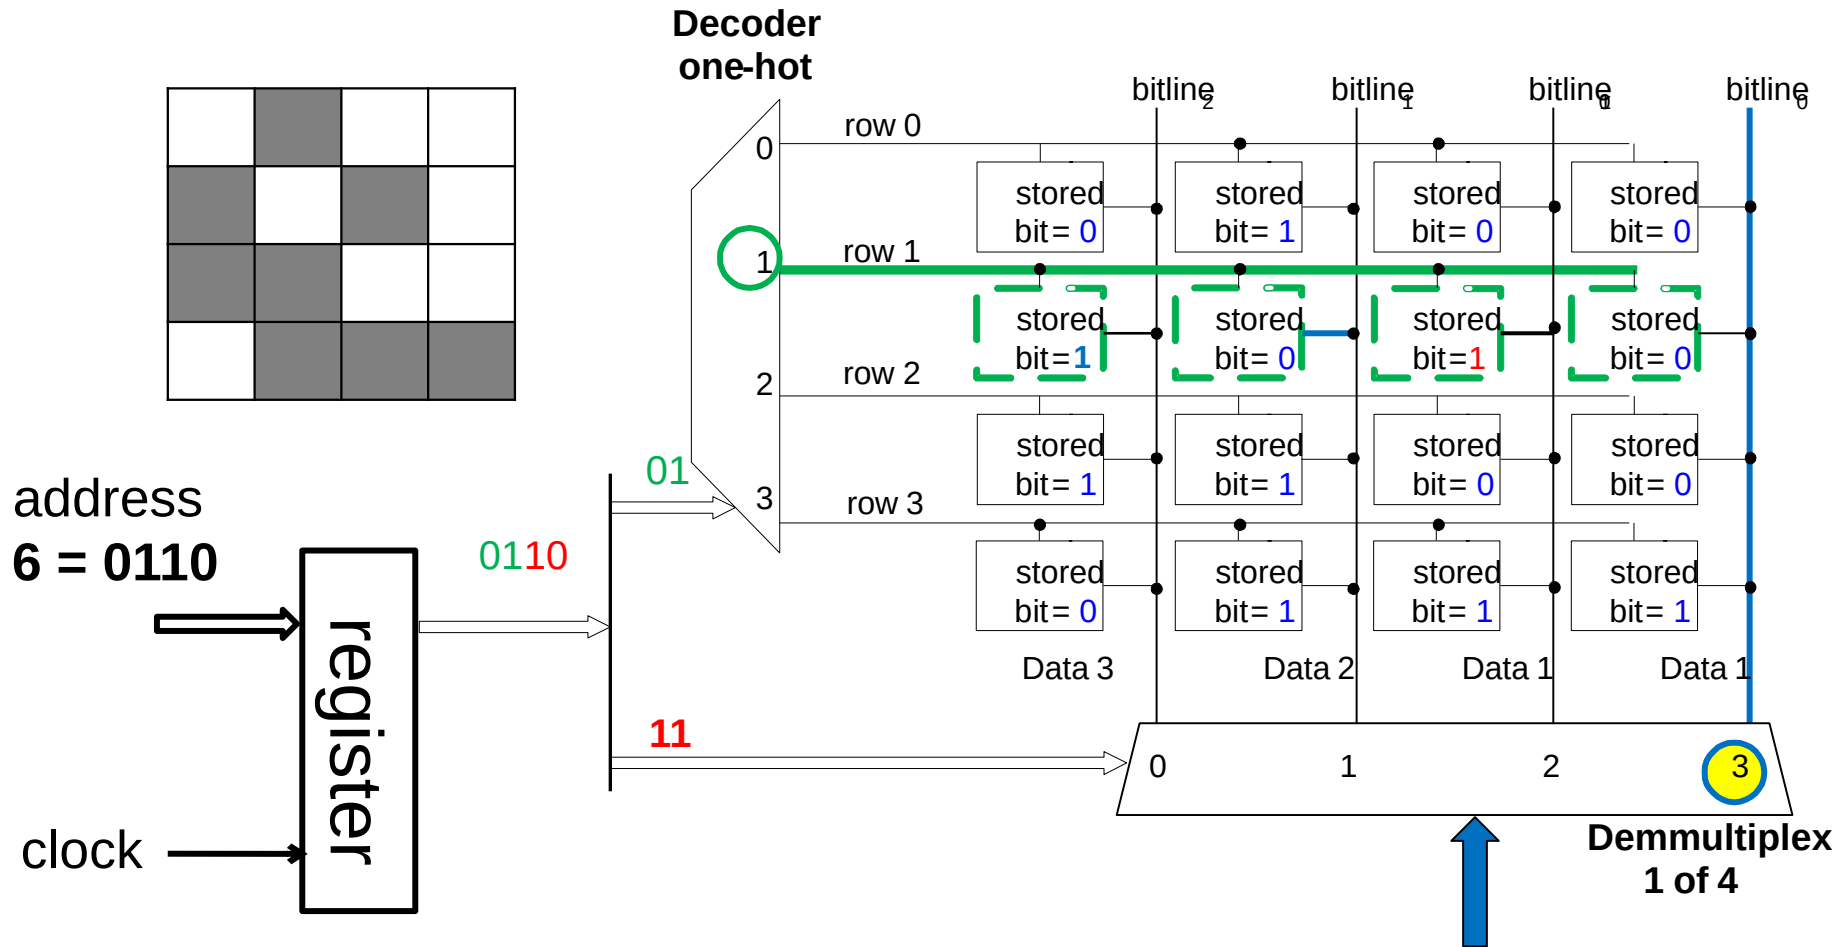 Decoder
one-hot
bitline2
bitline1
bitline
bitline0
row 0
0
stored
bit= 0
stored
bit= 1
stored
bit= 0
stored
bit= 0
row 1
1
stored
bit=1
stored
bit= 0
stored
bit=1
stored
bit= 0
row 2
2
stored
bit= 1
stored
bit= 1
stored
bit= 0
stored
bit= 0
row 3
3
stored
bit= 0
stored
bit= 1
stored
bit= 1
stored
bit= 1
01
address
6 = 0110
0110
register
clock
11
Data 3
Data 2
Data 1
Data 1
0
1
2
3
Demmultiplex
1 of 4